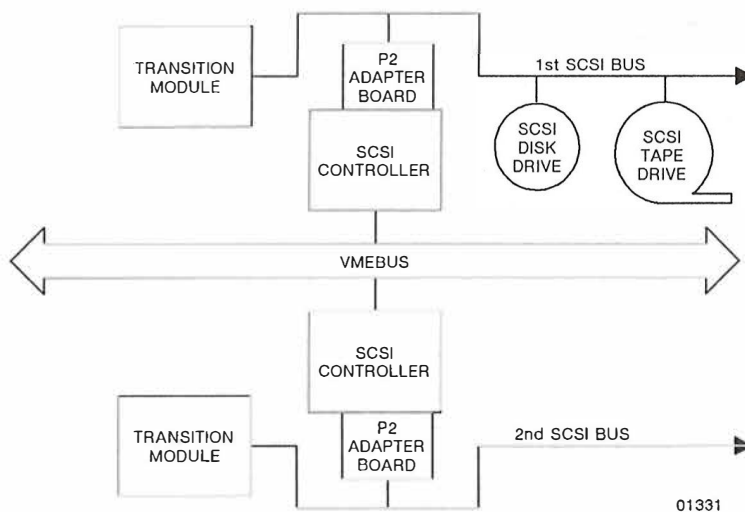 TRANSITION
MODULE
P2
ADAPTER
BOARD
SCSI
CONTROLLER
1st SCSI BUS
SCSI
DISK
DRIVE
SCSI
TAPE
DRIVE
VMEBUS
SCSI
CONTROLLER
TRANSITION
MODULE
P2
ADAPTER
BOARD
2nd SCSI BUS
01331